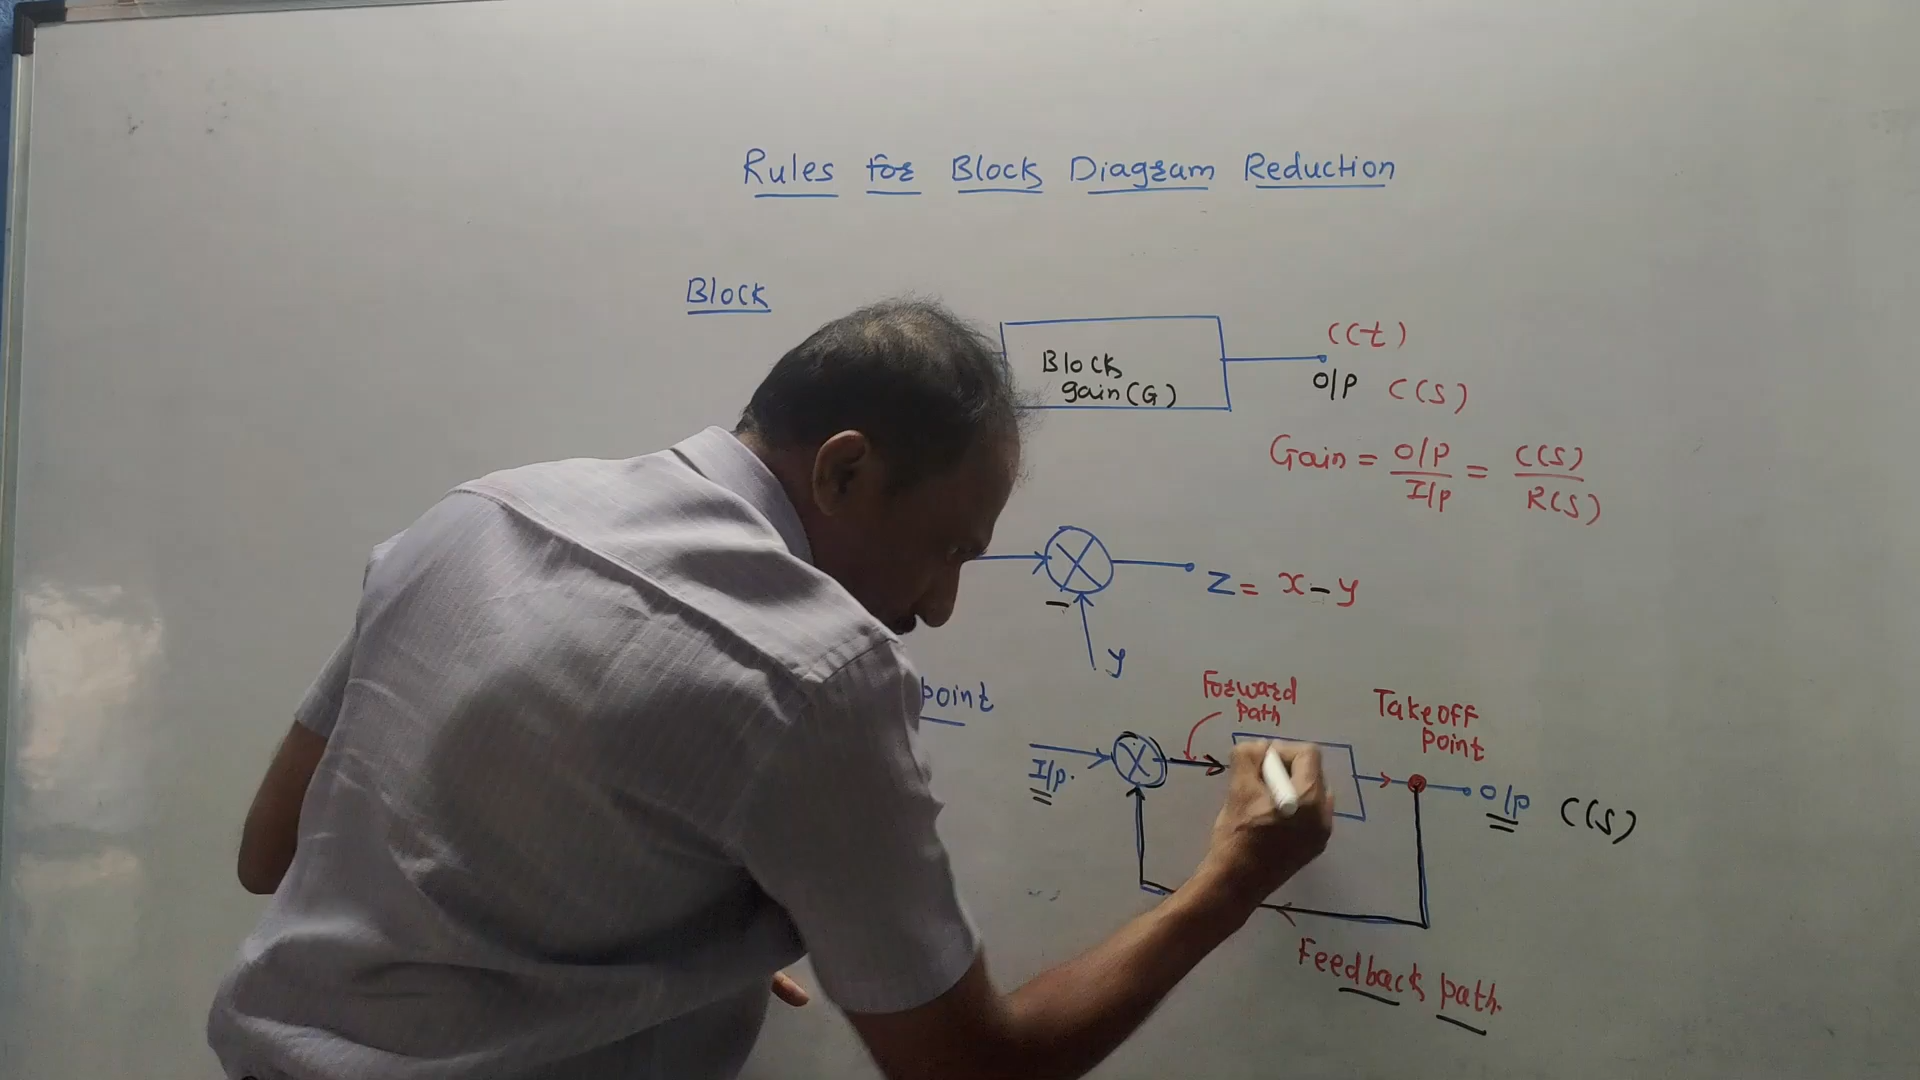 Rules for Block Diagram Reduction
Block
Block
gain (G)
C(t)
O/P C(S)
Gain = O/P / I/P = C(S) / R(S)
Z = x - y
y
point
Forward
path
Takeoff
point
I/p.
O/p C(S)
Feedback path.